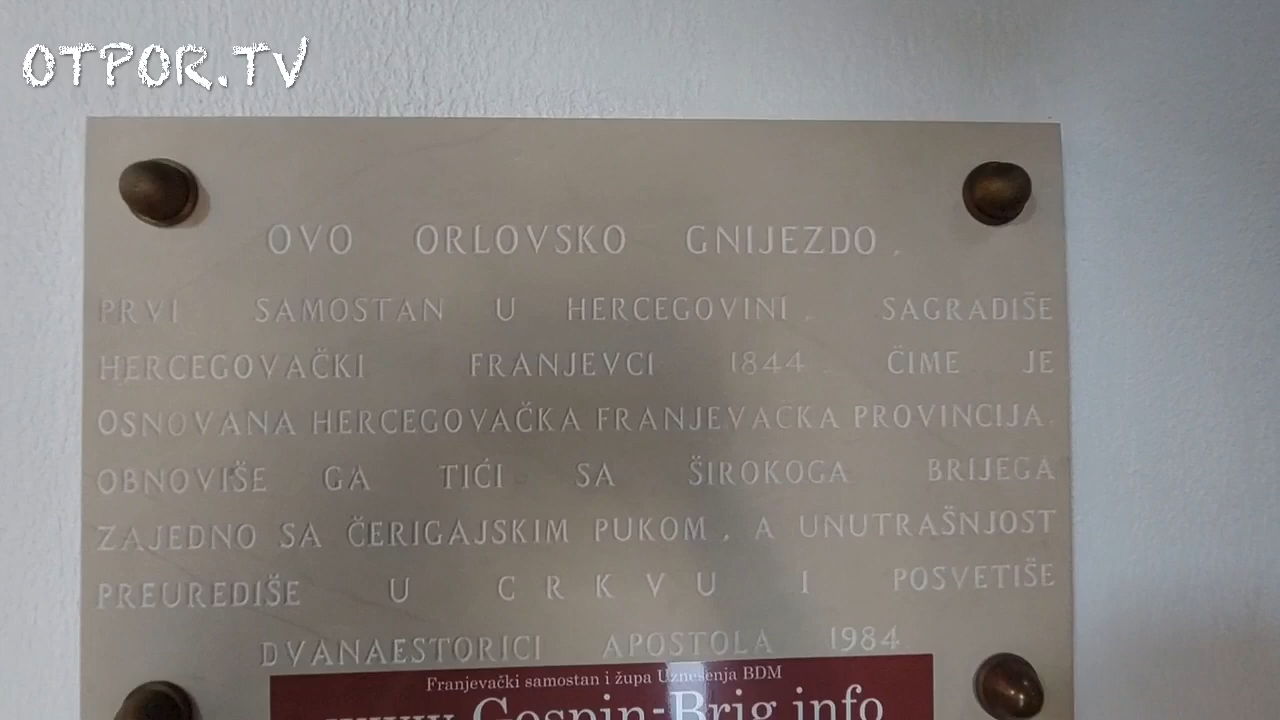 OTPOR.TV
OVO ORLOVSKO GNIJEZDO,
PRVI SAMOSTAN U HERCEGOVINI, SAGRADIŠE
HERCEGOVAČKI FRANJEVCI 1844 ČIME JE
OSNOVANA HERCEGOVAČKA FRANJEVAČKA PROVINCIJA.
OBNOVIŠE GA TIĆI SA ŠIROKOGA BRIJEGA
ZAJEDNO SA ČERIGAJSKIM PUKOM, A UNUTRAŠNJOST
PREUREDIŠE U CRKVU I POSVETIŠE
DVANAESTORICI APOSTOLA 1984
Franjevački samostan i župa Uznesenja BDM
www.Gospin-Brig.info